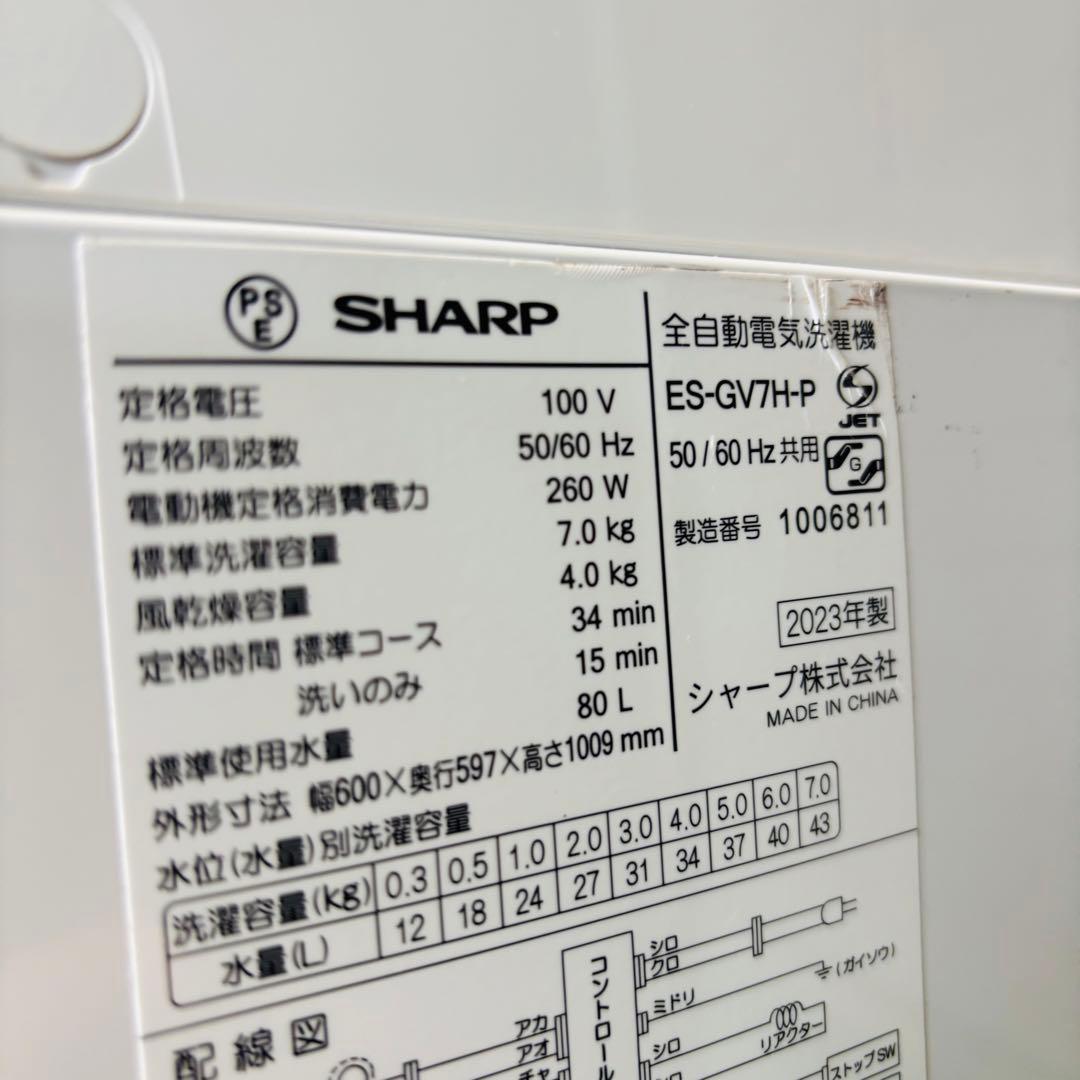 PSE SHARP
定格電圧 100 V
定格周波数 50/60 Hz
電動機定格消費電力 260 W
標準洗濯容量 7.0 kg
風乾燥容量 4.0 kg
定格時間 標準コース 34 min
洗いのみ 15 min
標準使用水量 80 L
外形寸法 幅600×奥行597×高さ1009 mm
全自動電気洗濯機
ES-GV7H-P
JET
50 / 60 Hz 共用
G
製造番号 1006811
2023年製
シャープ株式会社
MADE IN CHINA
水位(水量)別洗濯容量
洗濯容量(kg) 0.3 0.5 1.0 2.0 3.0 4.0 5.0 6.0 7.0
水量(L) 12 18 24 27 31 34 37 40 43
配線図
アカ
アオ
チャ
コントロール
シロ
クロ
ミドリ
(ガイソウ)
シロ
リアクター
ストップSW